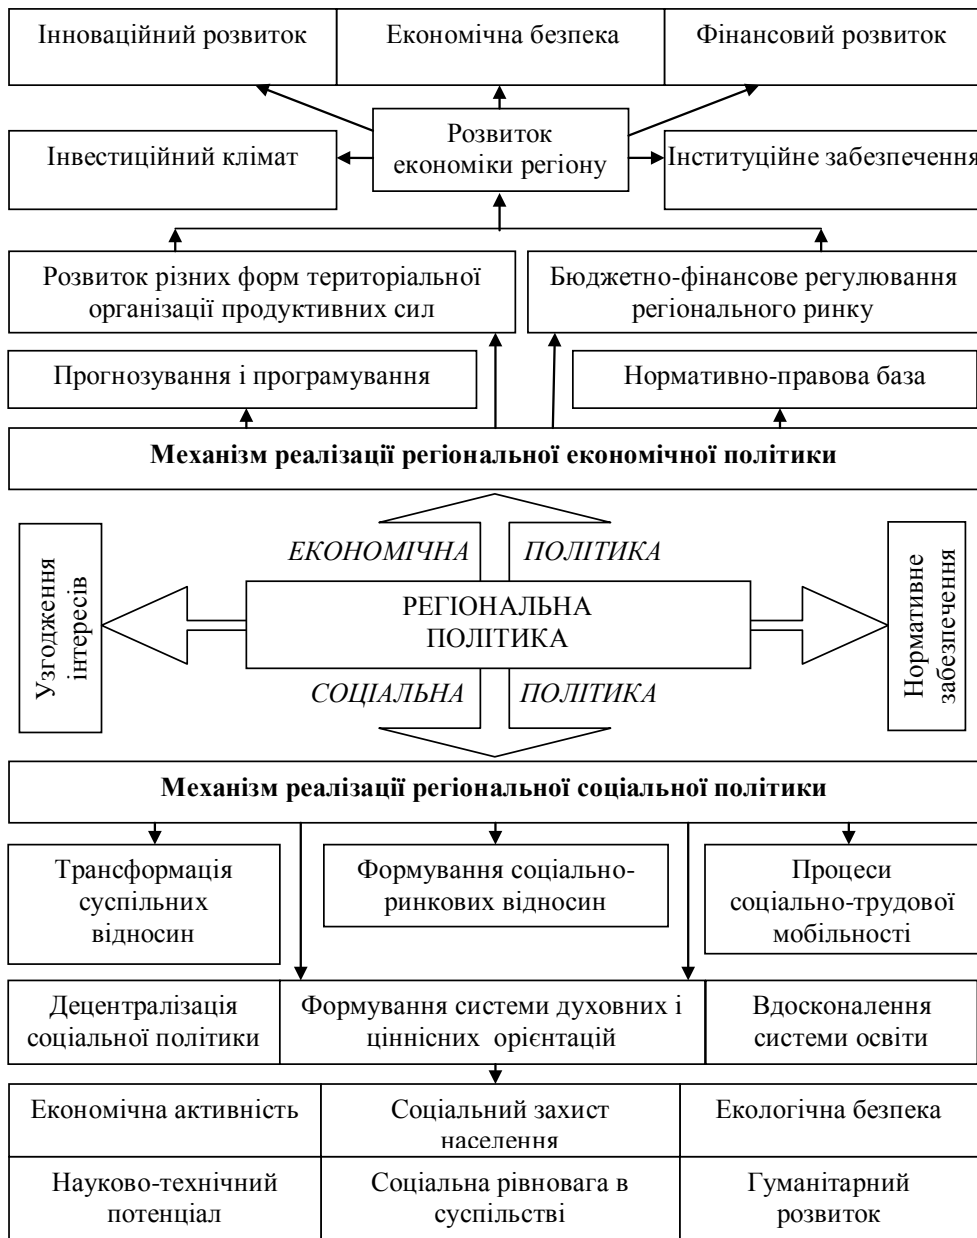 Інноваційний розвиток
Економічна безпека
Фінансовий розвиток
Розвиток
економіки регіону
Інвестиційний клімат
Інституційне забезпечення
Розвиток різних форм територіальної
організації продуктивних сил
Бюджетно-фінансове регулювання
регіонального ринку
Прогнозування і програмування
Нормативно-правова база
Механізм реалізації регіональної економічної політики
Узгодження
інтересів
ЕКОНОМІЧНА
ПОЛІТИКА
РЕГІОНАЛЬНА
ПОЛІТИКА
СОЦІАЛЬНА
ПОЛІТИКА
Нормативне
забезпечення
Механізм реалізації регіональної соціальної політики
Трансформація
суспільних
відносин
Формування соціально-
ринкових відносин
Процеси
соціально-трудової
мобільності
Децентралізація
соціальної політики
Формування системи духовних і
ціннісних орієнтацій
Вдосконалення
системи освіти
Економічна активність
Соціальний захист
населення
Екологічна безпека
Науково-технічний
потенціал
Соціальна рівновага в
суспільстві
Гуманітарний
розвиток